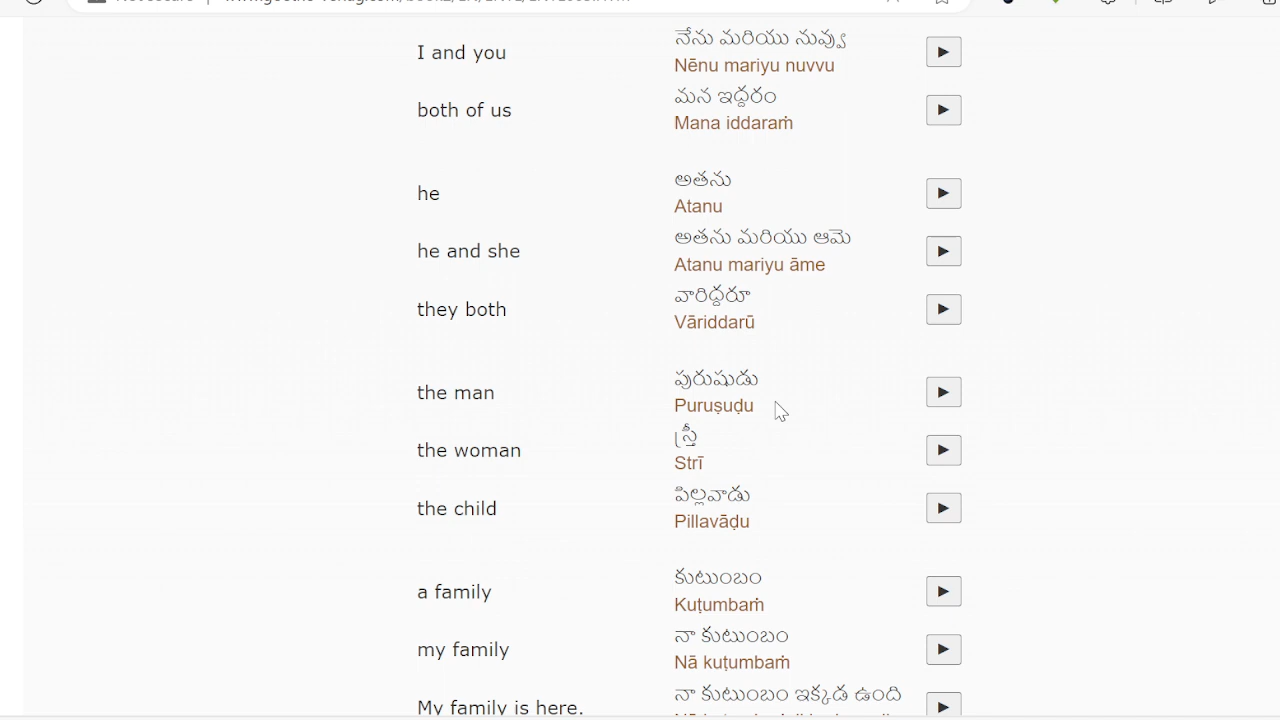 I and you
నేను మరియు నువ్వు
Nēnu mariyu nuvvu
both of us
మన ఇద్దరం
Mana iddaraṁ
he
అతను
Atanu
he and she
అతను మరియు ఆమె
Atanu mariyu āme
they both
వారిద్దరూ
Vāriddarū
the man
పురుషుడు
Puruṣuḍu
the woman
స్త్రీ
Strī
the child
పిల్లవాడు
Pillavāḍu
a family
కుటుంబం
Kuṭumbaṁ
my family
నా కుటుంబం
Nā kuṭumbaṁ
My family is here.
నా కుటుంబం ఇక్కడ ఉంది